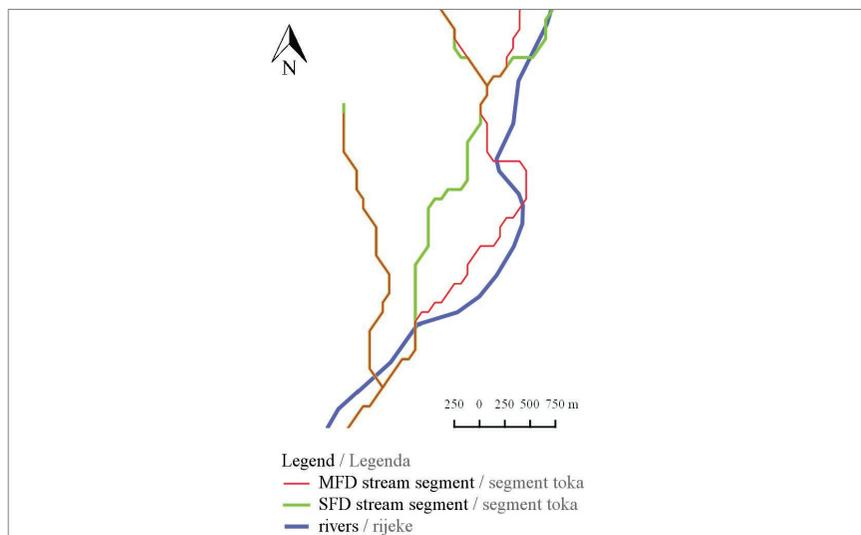 N
250 0 250 500 750 m
Legend / Legenda
MFD stream segment / segment toka
SFD stream segment / segment toka
rivers / rijeke